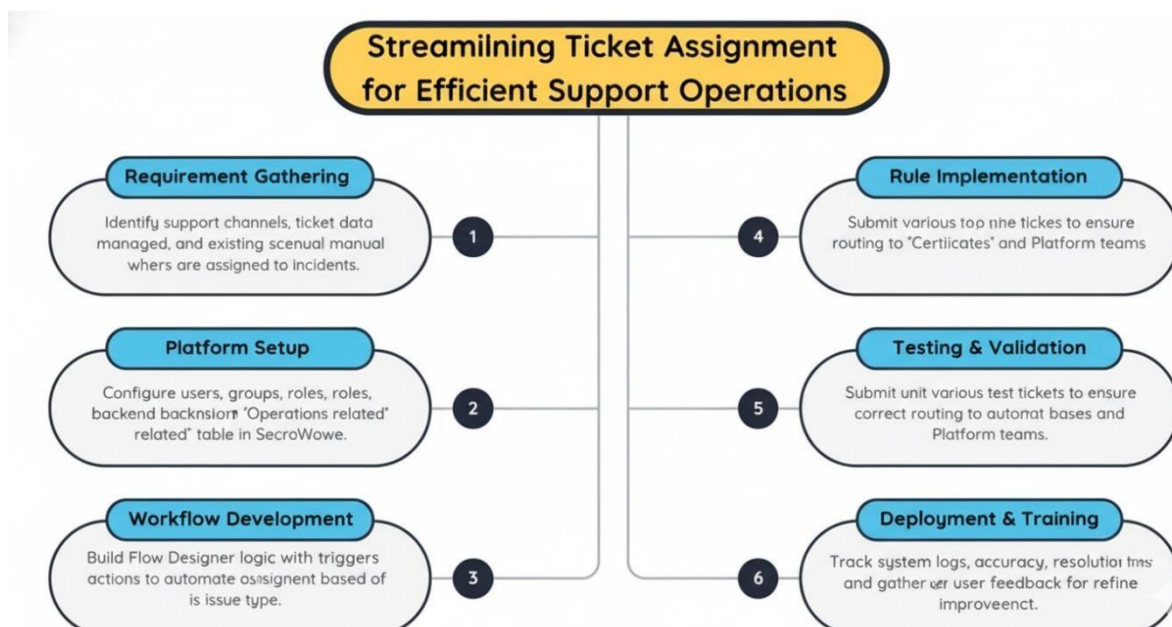 Streamilning Ticket Assignment
for Efficient Support Operations
Requirement Gathering
Identify support channels, ticket data
managed, and existing scenual manual
whers are assigned to incidents.
1
Platform Setup
Configure users, groups, roles, roles,
backend "Operations related"
related" table in SecroWowe.
2
Workflow Development
Build Flow Designer logic with triggers
actions to automate based of
is issue type.
3
Rule Implementation
Submit various tickes to ensure
routing to "Certiicates" and Platform teams
4
Testing & Validation
Submit unit various test tickets to ensure
correct routing to bases and
Platform teams.
5
Deployment & Training
Track system logs, accuracy,
and gather user feedback for refine
improveenct.
6